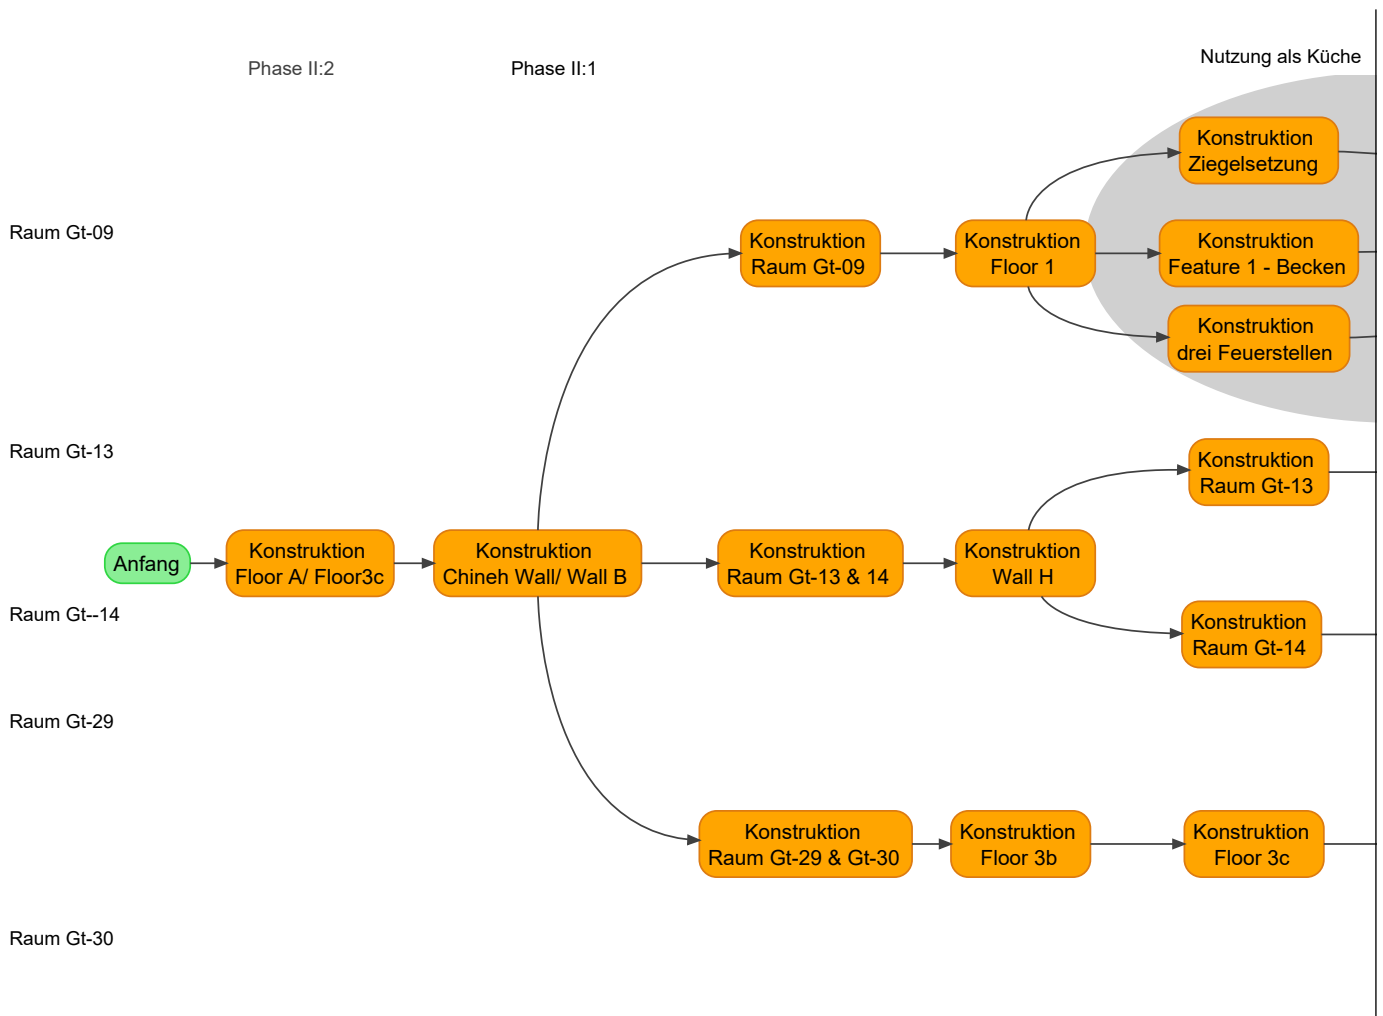 Nutzung als Küche
Phase II:2
Phase II:1
Konstruktion
Ziegelsetzung
Raum Gt-09
Konstruktion
Raum Gt-09
Konstruktion
Floor 1
Konstruktion
Feature 1 - Becken
Konstruktion
drei Feuerstellen
Raum Gt-13
Konstruktion
Raum Gt-13
Anfang
Konstruktion
Floor A/ Floor3c
Konstruktion
Chineh Wall/ Wall B
Konstruktion
Raum Gt-13 & 14
Konstruktion
Wall H
Raum Gt--14
Konstruktion
Raum Gt-14
Raum Gt-29
Konstruktion
Raum Gt-29 & Gt-30
Konstruktion
Floor 3b
Konstruktion
Floor 3c
Raum Gt-30